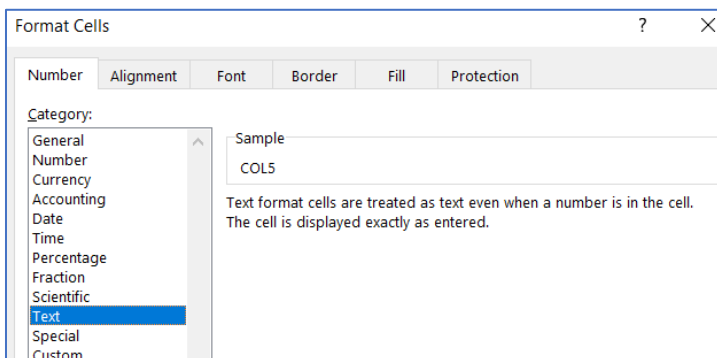 Format Cells ? ×
Number Alignment Font Border Fill Protection
Category:
General
Number
Currency
Accounting
Date
Time
Percentage
Fraction
Scientific
Text
Special
Custom
Sample
COL5
Text format cells are treated as text even when a number is in the cell.
The cell is displayed exactly as entered.